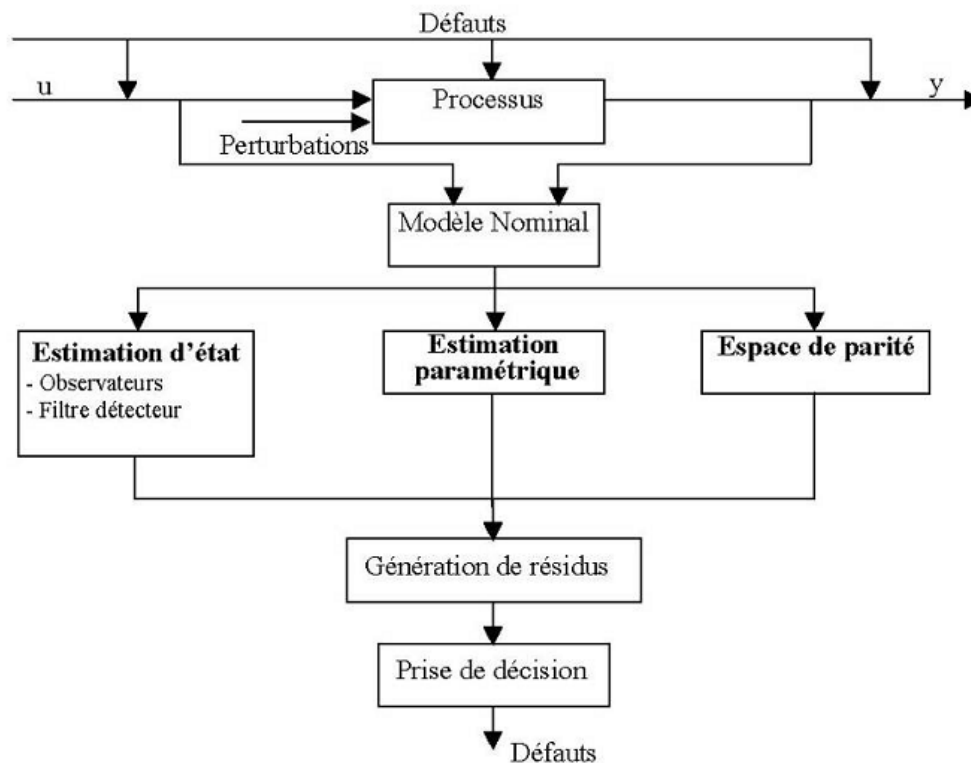 Défauts
u
y
Processus
Perturbations
Modèle Nominal
Estimation d’état
- Observateurs
- Filtre détecteur
Estimation
paramétrique
Espace de parité
Génération de résidus
Prise de décision
Défauts